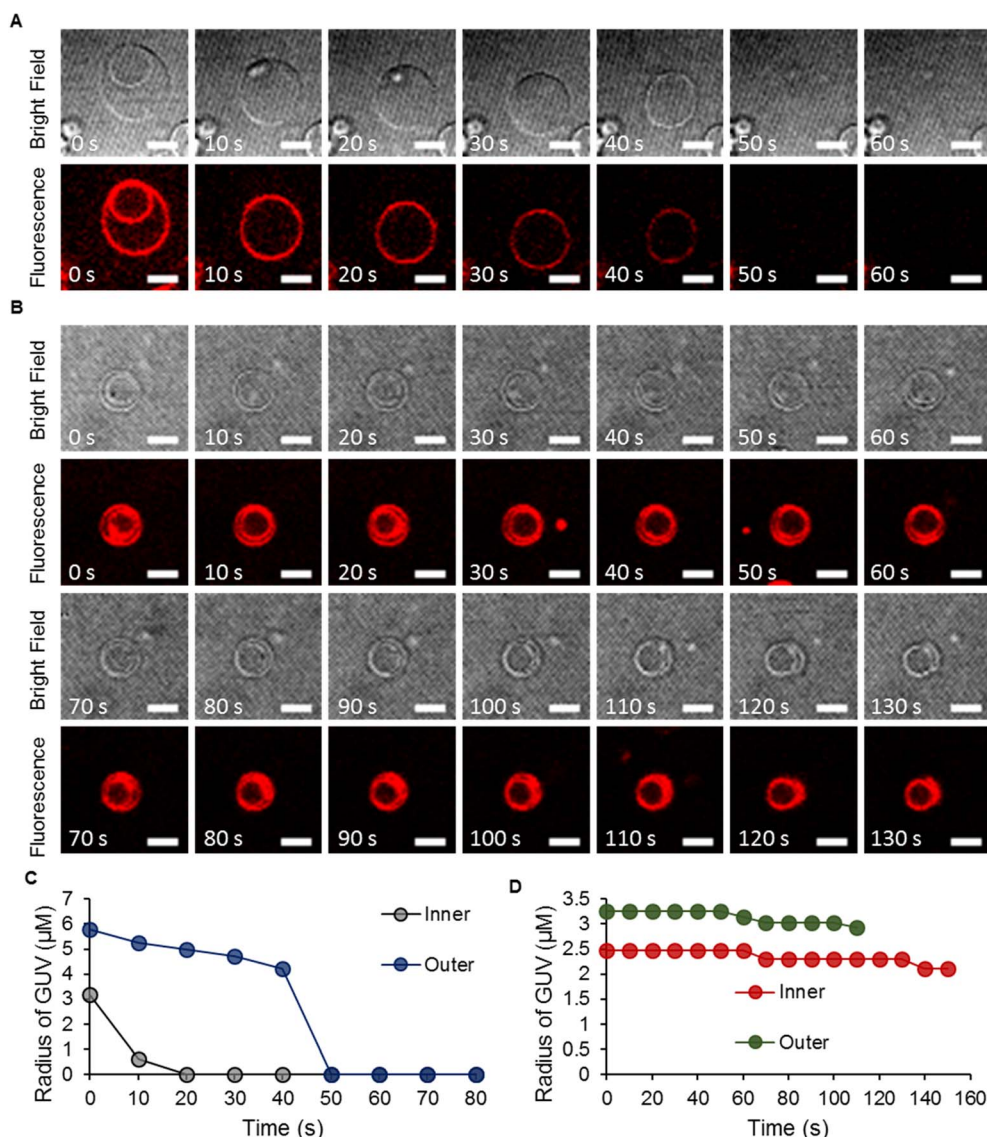 A
Bright Field
0 s 10 s 20 s 30 s 40 s 50 s 60 s
Fluorescence
0 s 10 s 20 s 30 s 40 s 50 s 60 s
B
Bright Field
0 s 10 s 20 s 30 s 40 s 50 s 60 s
Fluorescence
0 s 10 s 20 s 30 s 40 s 50 s 60 s
Bright Field
70 s 80 s 90 s 100 s 110 s 120 s 130 s
Fluorescence
70 s 80 s 90 s 100 s 110 s 120 s 130 s
C
Radius of GUV (µM)
7
6
5
4
3
2
1
0
Inner
Outer
0 10 20 30 40 50 60 70 80
Time (s)
D
Radius of GUV (µM)
3.5
3
2.5
2
1.5
1
0.5
0
Inner
Outer
0 20 40 60 80 100 120 140 160
Time (s)